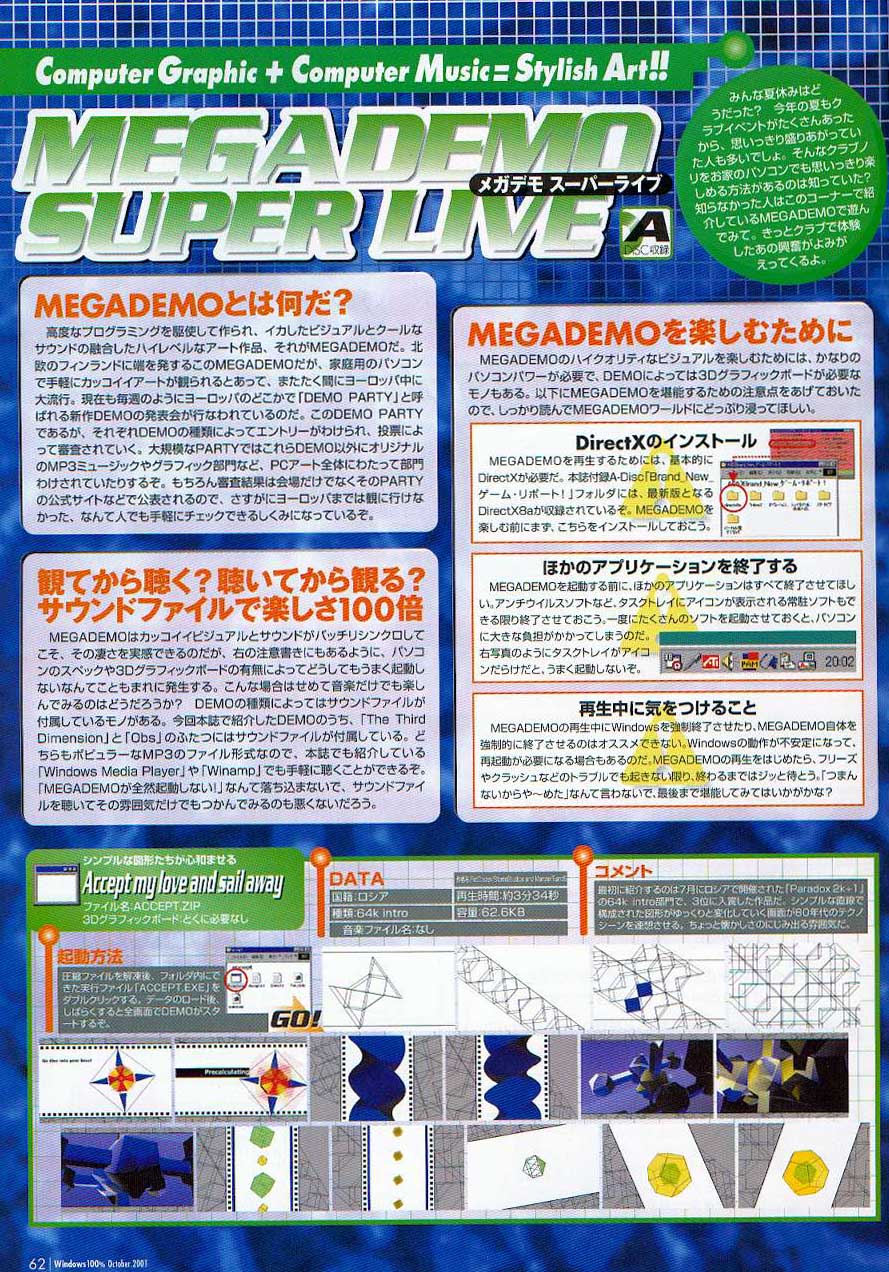 Computer Graphic + Computer Music = Stylish Art!!
MEGADEMO
SUPER LIVE
メガデモ スーパーライブ
A
DISC収録
みんな夏休みはど
うだった? 今年の夏もク
ラブイベントがたくさんあった
から、思いっきり盛りあがってい
た人も多いでしょ。そんなクラブノ
リをお家のパソコンでも思いっきり楽
しめる方法があるのは知っていた?
知らなかった人はこのコーナーで紹
介しているMEGADEMOで遊ん
でみて。きっとクラブで体験
したあの興奮がよみが
えってくるよ。
MEGADEMOとは何だ?
高度なプログラミングを駆使して作られ、イカしたビジュアルとクールな
サウンドの融合したハイレベルなアート作品、それがMEGADEMOだ。北
欧のフィンランドに端を発するこのMEGADEMOだが、家庭用のパソコン
で手軽にカッコイイアートが観られるとあって、またたく間にヨーロッパ中に
大流行。現在も毎週のようにヨーロッパのどこかで「DEMO PARTY」と呼
ばれる新作DEMOの発表会が行なわれているのだ。このDEMO PARTY
であるが、それぞれDEMOの種類によってエントリーがわけられ、投票によ
って審査されていく。大規模なPARTYではこれらDEMO以外にオリジナル
のMP3ミュージックやグラフィック部門など、PCアート全体にわたって部門
わけされていたりするぞ。もちろん審査結果は会場だけでなくそのPARTY
の公式サイトなどで公表されるので、さすがにヨーロッパまでは観に行けな
かった、なんて人でも手軽にチェックできるしくみになっているぞ。
観てから聴く? 聴いてから観る?
サウンドファイルで楽しさ100倍
MEGADEMOはカッコイイビジュアルとサウンドがバッチリシンクロして
こそ、その凄さを実感できるのだが、右の注意書きにもあるように、パソコ
ンのスペックや3Dグラフィックボードの有無によってどうしてもうまく起動し
ないなんてこともまれに発生する。こんな場合はせめて音楽だけでも楽し
んでみるのはどうだろうか? DEMOの種類によってはサウンドファイルが
付属しているモノがある。今回本誌で紹介したDEMOのうち、「The Third
Dimension」と「Obs」のふたつにはサウンドファイルが付属している。ど
ちらもポピュラーなMP3のファイル形式なので、本誌でも紹介している
「Windows Media Player」や「Winamp」でも手軽に聴くことができるぞ。
「MEGADEMOが全然起動しない!」なんて落ち込まないで、サウンドファイ
ルを聴いてその雰囲気だけでもつかんでみるのも悪くないだろう。
MEGADEMOを楽しむために
MEGADEMOのハイクオリティなビジュアルを楽しむためには、かなりの
パソコンパワーが必要で、DEMOによっては3Dグラフィックボードが必要な
モノもある。以下にMEGADEMOを堪能するための注意点をあげておいた
ので、しっかり読んでMEGADEMOワールドにどっぷり浸ってほしい。
DirectXのインストール
MEGADEMOを再生するためには、基本的に
DirectXが必要だ。本誌付録A-Disc「Brand_New_
ゲーム・リポート!」フォルダには、最新版となる
DirectX8aが収録されているぞ。MEGADEMOを
楽しむ前にまず、こちらをインストールしておこう。
ほかのアプリケーションを終了する
MEGADEMOを起動する前に、ほかのアプリケーションはすべて終了させてほし
い。アンチウイルスソフトなど、タスクトレイにアイコンが表示される常駐ソフトもで
きる限り終了させておこう。一度にたくさんのソフトを起動させておくと、パソコン
に大きな負担がかかってしまうのだ。
右写真のようにタスクトレイがアイコ
ンだらけだと、うまく起動しないぞ。
ATI
PAM
20:02
再生中に気をつけること
MEGADEMOの再生中にWindowsを強制終了させたり、MEGADEMO自体を
強制的に終了させるのはオススメできない。Windowsの動作が不安定になって、
再起動が必要になる場合もあるのだ。MEGADEMOの再生をはじめたら、フリーズ
やクラッシュなどのトラブルでも起きない限り、終わるまではジッと待とう。「つまん
ないからや〜めた」なんて言わないで、最後まで堪能してみてはいかがかな?
シンプルな図形たちが心和ませる
Accept my love and sail away
ファイル名:ACCEPT.ZIP
3Dグラフィックボード:とくに必要なし
DATA
国籍:ロシア
再生時間:約3分34秒
種類:64k intro
容量:62.6KB
音楽ファイル名:なし
コメント
最初に紹介するのは7月にロシアで開催された「Paradox 2k+1」
の64k intro部門で、3位に入賞した作品だ。シンプルな直線で
構成された図形がゆっくりと変化していく画面が80年代のテクノ
シーンを連想させる。ちょっと懐かしさのにじみ出る雰囲気だ。
起動方法
圧縮ファイルを解凍後、フォルダ内にで
きた実行ファイル「ACCEPT.EXE」を
ダブルクリックする。データのロード後、
しばらくすると全画面でDEMOがスタ
ートするぞ。
GO!
Precalculating
62 Windows100% October.2001